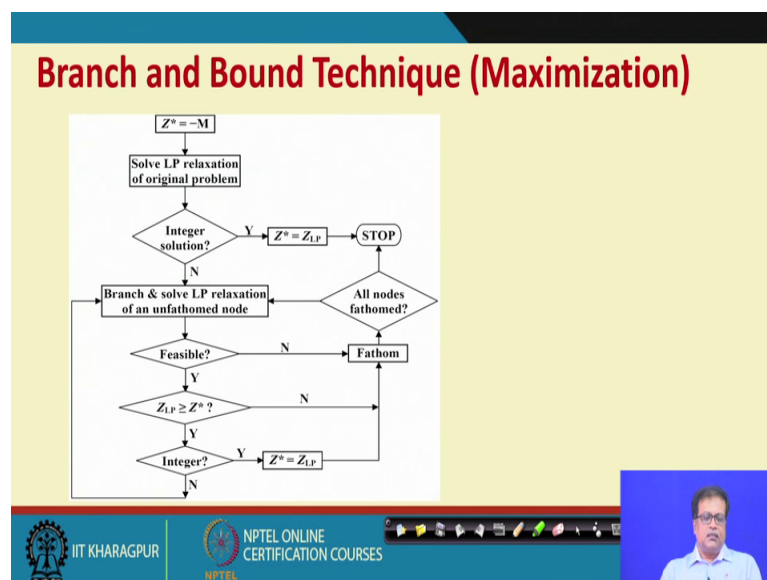 Branch and Bound Technique (Maximization)
Z* = −M
Solve LP relaxation
of original problem
Integer
solution?
Y
Z* = ZLP
STOP
N
Branch & solve LP relaxation
of an unfathomed node
All nodes
fathomed?
Feasible?
N
Fathom
Y
ZLP ≥ Z* ?
N
Y
Integer?
Y
Z* = ZLP
N
IIT KHARAGPUR
NPTEL
NPTEL ONLINE
CERTIFICATION COURSES